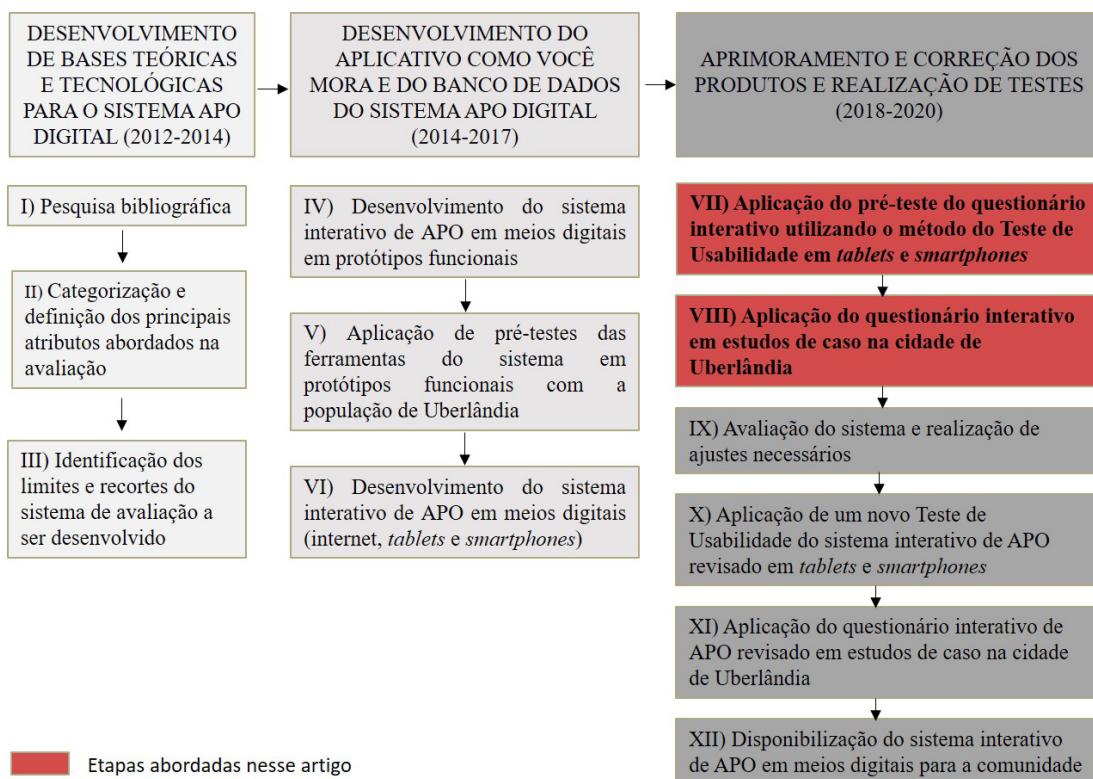 DESENVOLVIMENTO
DE BASES TEÓRICAS
E TECNOLÓGICAS
PARA O SISTEMA APO
DIGITAL (2012-2014)
DESENVOLVIMENTO DO
APLICATIVO COMO VOCÊ
MORA E DO BANCO DE DADOS
DO SISTEMA APO DIGITAL
(2014-2017)
APRIMORAMENTO E CORREÇÃO DOS
PRODUTOS E REALIZAÇÃO DE TESTES
(2018-2020)
I) Pesquisa bibliográfica
II) Categorização e
definição dos principais
atributos abordados na
avaliação
III) Identificação dos
limites e recortes do
sistema de avaliação a
ser desenvolvido
IV) Desenvolvimento do sistema
interativo de APO em meios digitais
em protótipos funcionais
V) Aplicação de pré-testes das
ferramentas do sistema em
protótipos funcionais com a
população de Uberlândia
VI) Desenvolvimento do sistema
interativo de APO em meios digitais
(internet, tablets e smartphones)
VII) Aplicação do pré-teste do questionário
interativo utilizando o método do Teste de
Usabilidade em tablets e smartphones
VIII) Aplicação do questionário interativo
em estudos de caso na cidade de
Uberlândia
IX) Avaliação do sistema e realização de
ajustes necessários
X) Aplicação de um novo Teste de
Usabilidade do sistema interativo de APO
revisado em tablets e smartphones
XI) Aplicação do questionário interativo de
APO revisado em estudos de caso na cidade
de Uberlândia
XII) Disponibilização do sistema interativo
de APO em meios digitais para a comunidade
Etapas abordadas nesse artigo